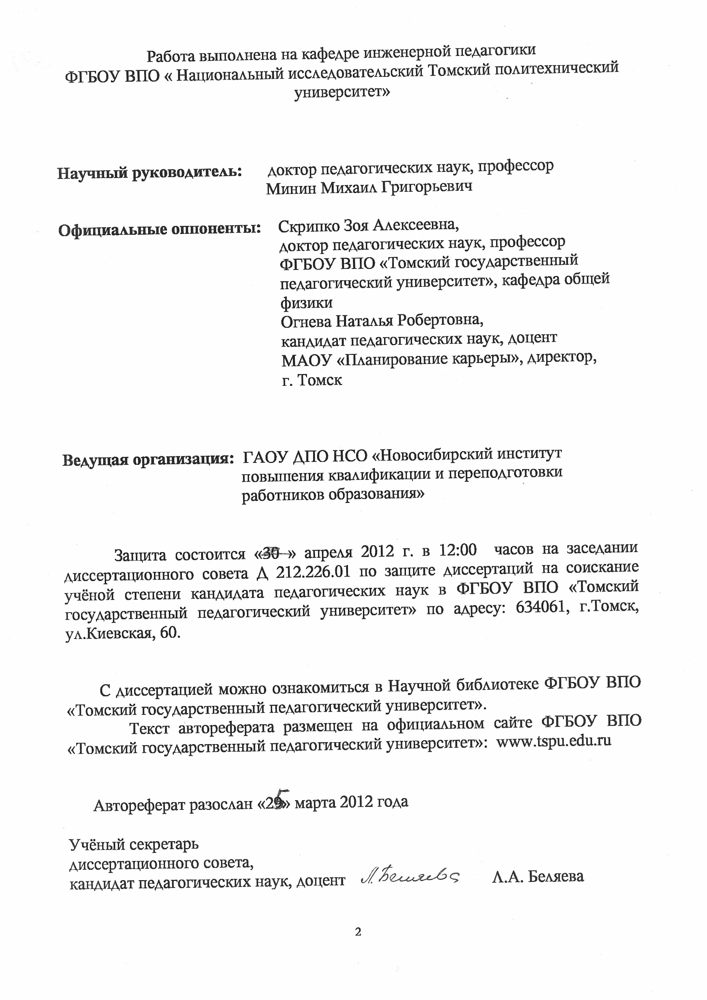 Работа выполнена на кафедре инженерной педагогики
ФГБОУ ВПО « Национальный исследовательский Томский политехнический
университет»
Научный руководитель: доктор педагогических наук, профессор
Минин Михаил Григорьевич
Официальные оппоненты: Скрипко Зоя Алексеевна,
доктор педагогических наук, профессор
ФГБОУ ВПО «Томский государственный
педагогический университет», кафедра общей
физики
Огнева Наталья Робертовна,
кандидат педагогических наук, доцент
МАОУ «Планирование карьеры», директор,
г. Томск
Ведущая организация: ГАОУ ДПО НСО «Новосибирский институт
повышения квалификации и переподготовки
работников образования»
Защита состоится «30 » апреля 2012 г. в 12:00 часов на заседании
диссертационного совета Д 212.226.01 по защите диссертаций на соискание
учёной степени кандидата педагогических наук в ФГБОУ ВПО «Томский
государственный педагогический университет» по адресу: 634061, г.Томск,
ул.Киевская, 60.
С диссертацией можно ознакомиться в Научной библиотеке ФГБОУ ВПО
«Томский государственный педагогический университет».
Текст автореферата размещен на официальном сайте ФГБОУ ВПО
«Томский государственный педагогический университет»: www.tspu.edu.ru
Автореферат разослан «25» марта 2012 года
Учёный секретарь
диссертационного совета,
кандидат педагогических наук, доцент Л.Беляева Л.А. Беляева
2